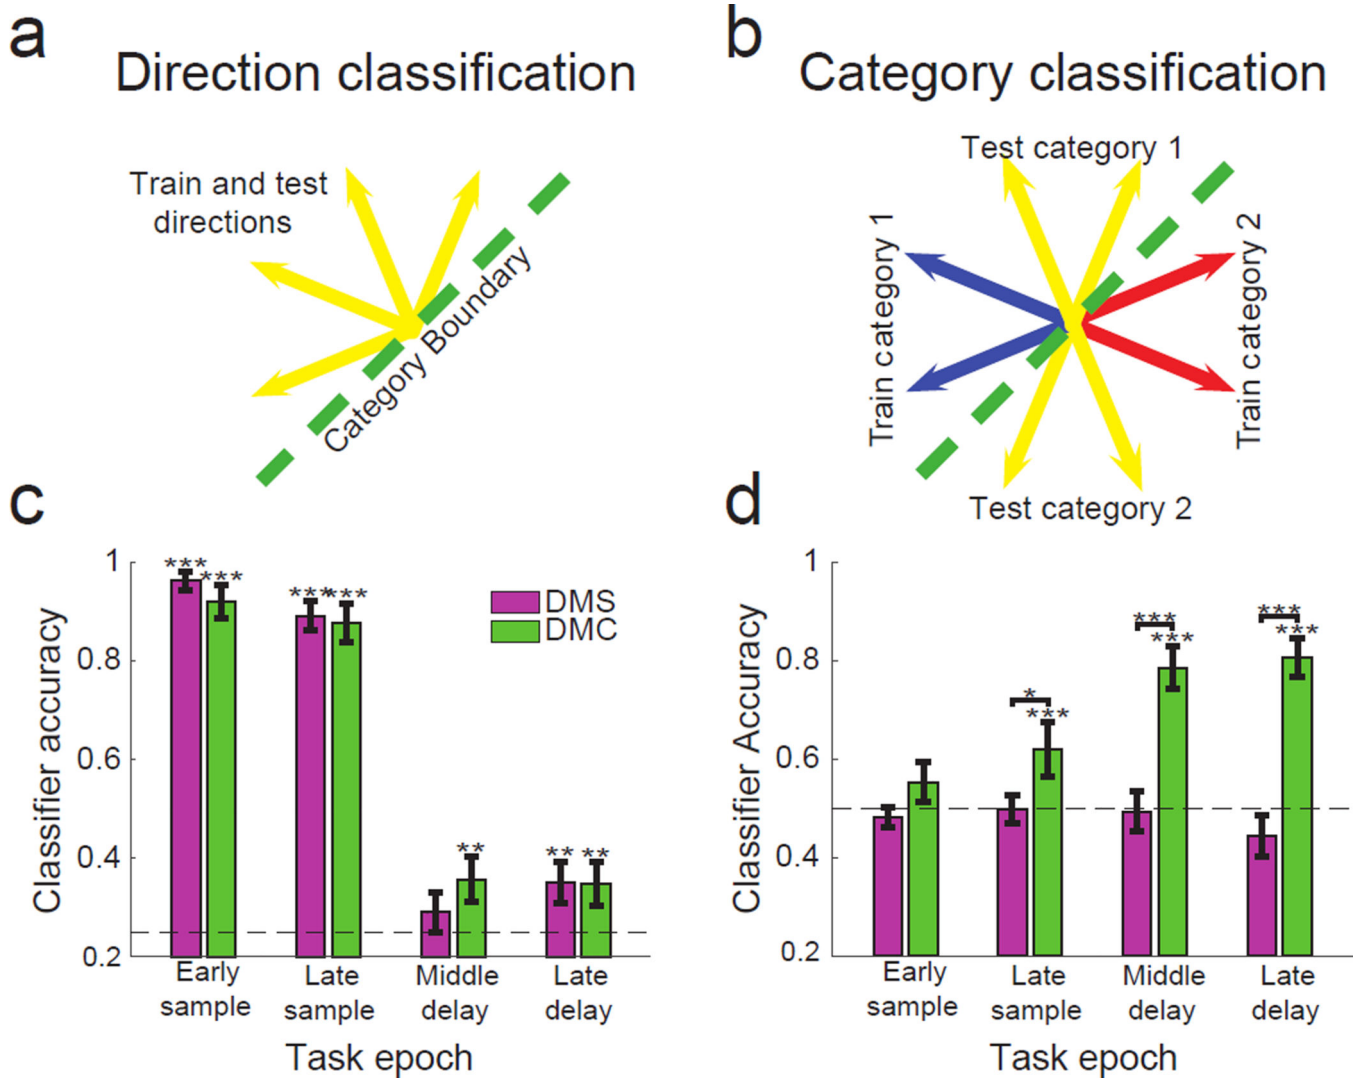 a
Direction classification
Train and test
directions
Category Boundary
b
Category classification
Test category 1
Train category 1
Train category 2
Test category 2
c
Classifier accuracy
1
0.8
0.6
0.4
0.2
***
***
***
***
**
**
**
DMS
DMC
Early
sample
Late
sample
Middle
delay
Late
delay
Task epoch
d
Classifier Accuracy
1
0.8
0.6
0.4
0.2
*
***
***
***
***
***
Early
sample
Late
sample
Middle
delay
Late
delay
Task epoch